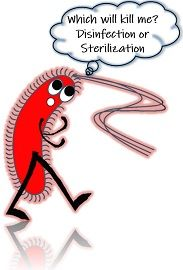 Which will kill me?
Disinfection or
Sterilization